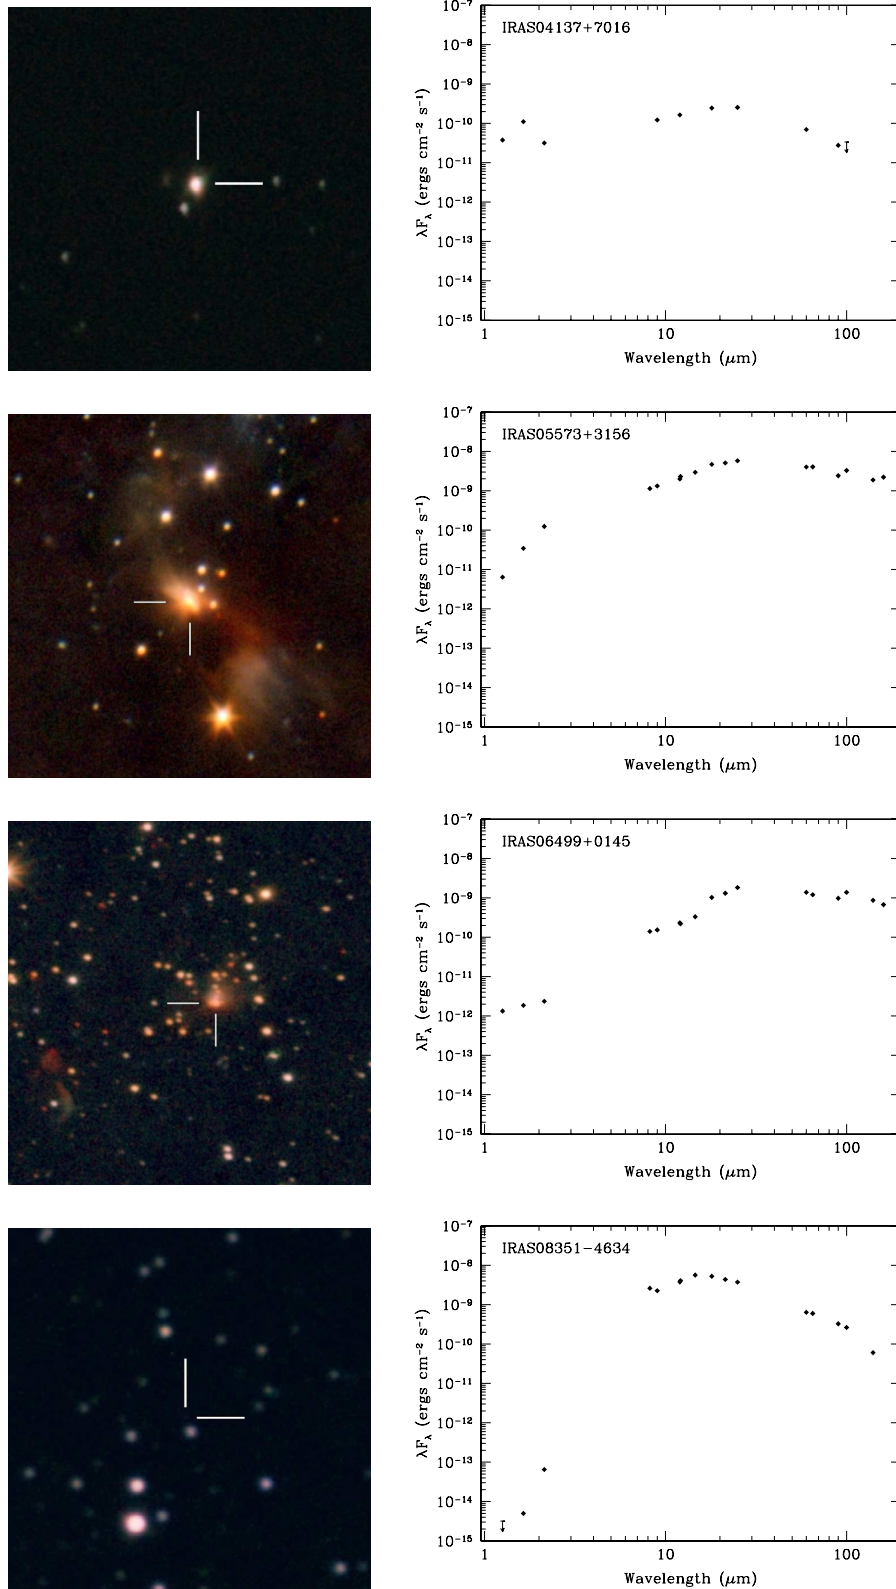 10⁻⁷
10⁻⁸
10⁻⁹
10⁻¹⁰
10⁻¹¹
10⁻¹²
10⁻¹³
10⁻¹⁴
10⁻¹⁵
λFλ (ergs cm⁻² s⁻¹)
IRAS04137+7016
1 10 100
Wavelength (μm)
10⁻⁷
10⁻⁸
10⁻⁹
10⁻¹⁰
10⁻¹¹
10⁻¹²
10⁻¹³
10⁻¹⁴
10⁻¹⁵
λFλ (ergs cm⁻² s⁻¹)
IRAS05573+3156
1 10 100
Wavelength (μm)
10⁻⁷
10⁻⁸
10⁻⁹
10⁻¹⁰
10⁻¹¹
10⁻¹²
10⁻¹³
10⁻¹⁴
10⁻¹⁵
λFλ (ergs cm⁻² s⁻¹)
IRAS06499+0145
1 10 100
Wavelength (μm)
10⁻⁷
10⁻⁸
10⁻⁹
10⁻¹⁰
10⁻¹¹
10⁻¹²
10⁻¹³
10⁻¹⁴
10⁻¹⁵
λFλ (ergs cm⁻² s⁻¹)
IRAS08351−4634
1 10 100
Wavelength (μm)